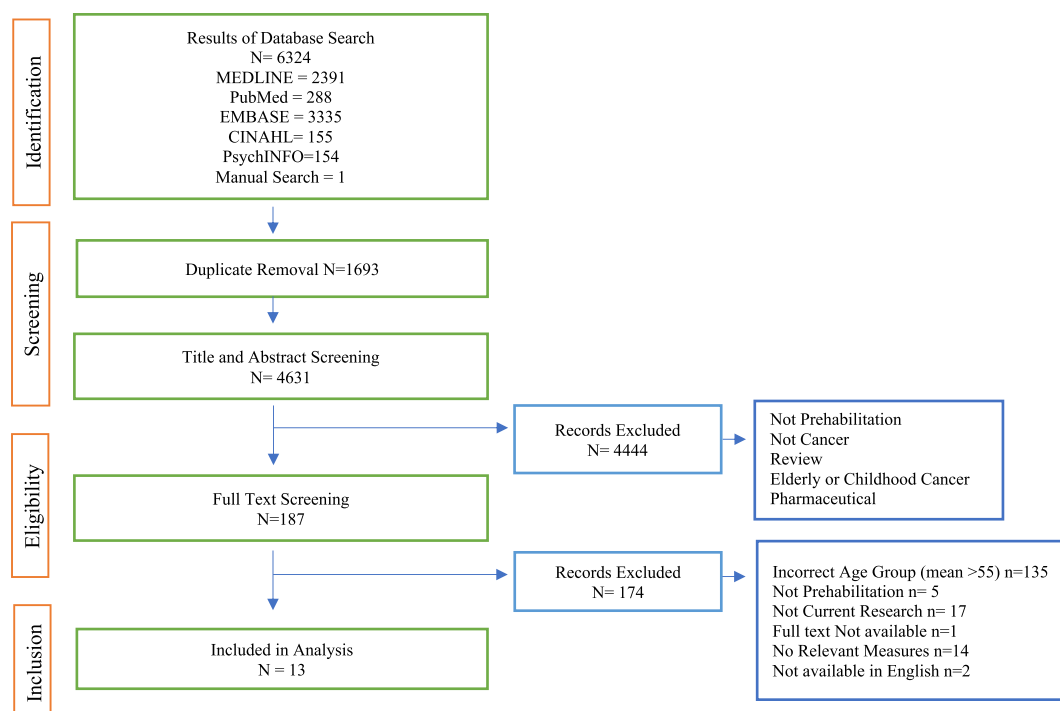 Identification
Results of Database Search
N= 6324
MEDLINE = 2391
PubMed = 288
EMBASE = 3335
CINAHL= 155
PsychINFO=154
Manual Search = 1
Screening
Duplicate Removal N=1693
Title and Abstract Screening
N= 4631
Records Excluded
N= 4444
Not Prehabilitation
Not Cancer
Review
Elderly or Childhood Cancer
Pharmaceutical
Eligibility
Full Text Screening
N=187
Records Excluded
N= 174
Incorrect Age Group (mean >55) n=135
Not Prehabilitation n= 5
Not Current Research n= 17
Full text Not available n=1
No Relevant Measures n=14
Not available in English n=2
Inclusion
Included in Analysis
N = 13